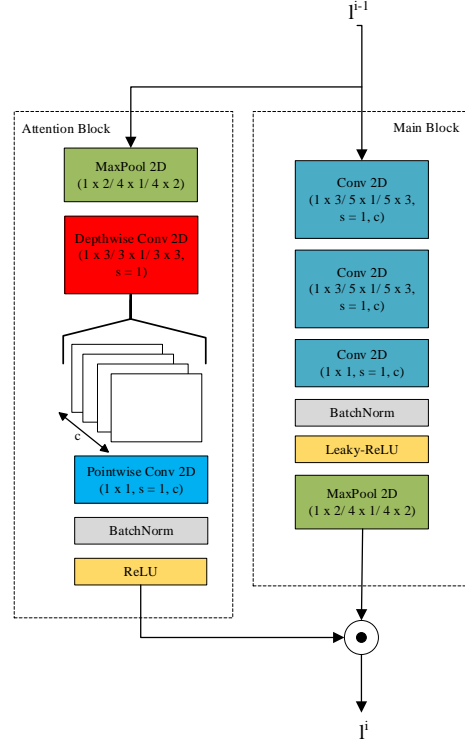 l^{i-1}
Attention Block
MaxPool 2D
(1 x 2/ 4 x 1/ 4 x 2)
Depthwise Conv 2D
(1 x 3/ 3 x 1/ 3 x 3,
s = 1)
c
Pointwise Conv 2D
(1 x 1, s = 1, c)
BatchNorm
ReLU
Main Block
Conv 2D
(1 x 3/ 5 x 1/ 5 x 3,
s = 1, c)
Conv 2D
(1 x 3/ 5 x 1/ 5 x 3,
s = 1, c)
Conv 2D
(1 x 1, s = 1, c)
BatchNorm
Leaky-ReLU
MaxPool 2D
(1 x 2/ 4 x 1/ 4 x 2)
l^i